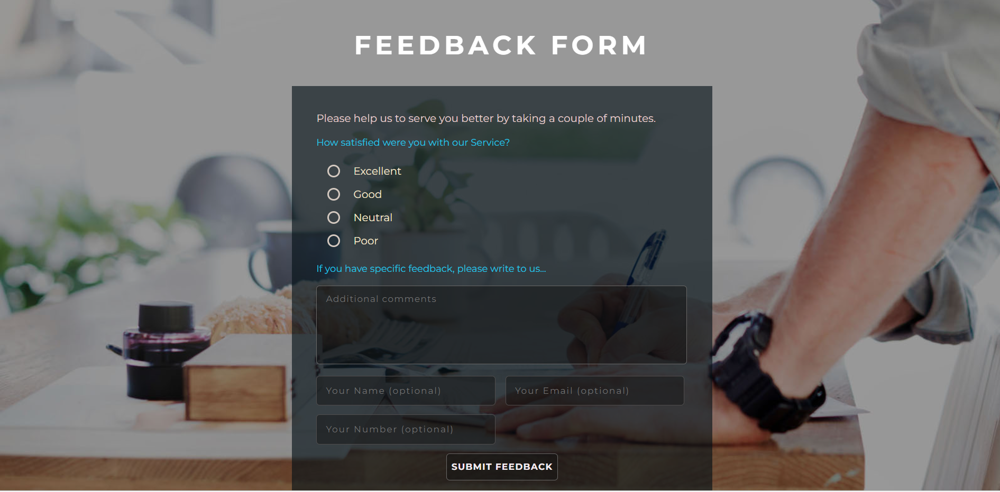 FEEDBACK FORM
Please help us to serve you better by taking a couple of minutes.
How satisfied were you with our Service?
Excellent
Good
Neutral
Poor
If you have specific feedback, please write to us...
Additional comments
Your Name (optional)
Your Email (optional)
Your Number (optional)
SUBMIT FEEDBACK